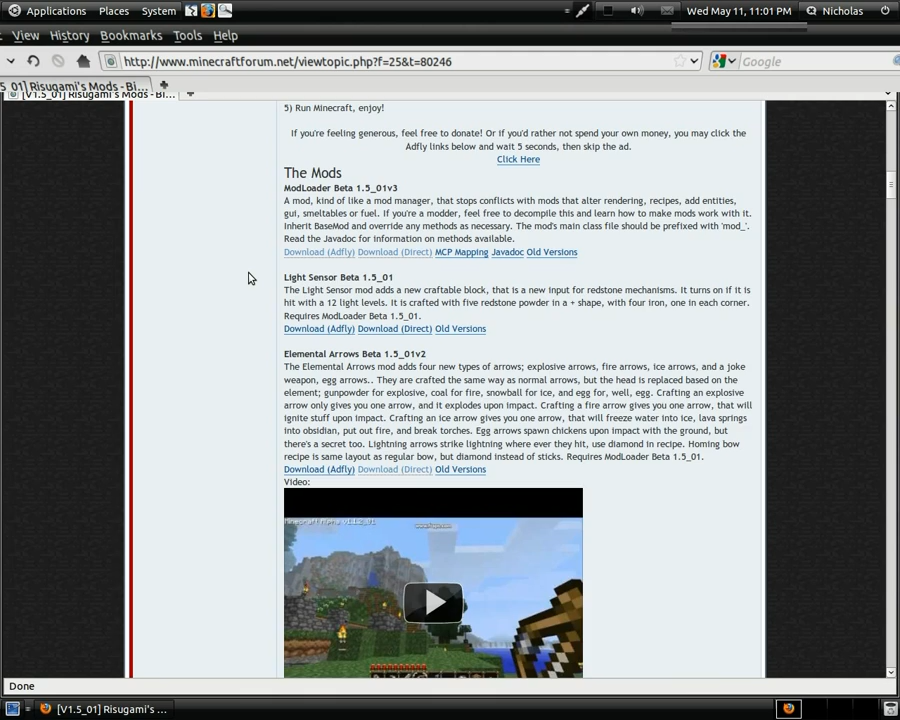 Applications Places System Wed May 11, 11:01 PM Nicholas
View History Bookmarks Tools Help
http://www.minecraftforum.net/viewtopic.php?f=25&t=80246 Google
5_01] Risugami's Mods - Bi...
[V1.5_01] Risugami's Mods - Bi...
5) Run Minecraft, enjoy!
If you're feeling generous, feel free to donate! Or if you'd rather not spend your own money, you may click the
Adfly links below and wait 5 seconds, then skip the ad.
Click Here
The Mods
ModLoader Beta 1.5_01v3
A mod, kind of like a mod manager, that stops conflicts with mods that alter rendering, recipes, add entities,
gui, smeltables or fuel. If you're a modder, feel free to decompile this and learn how to make mods work with it.
Inherit BaseMod and override any methods as necessary. The mod's main class file should be prefixed with 'mod_'.
Read the Javadoc for information on methods available.
Download (Adfly) Download (Direct) MCP Mapping Javadoc Old Versions
Light Sensor Beta 1.5_01
The Light Sensor mod adds a new craftable block, that is a new input for redstone mechanisms. It turns on if it is
hit with a 12 light levels. It is crafted with five redstone powder in a + shape, with four iron, one in each corner.
Requires ModLoader Beta 1.5_01.
Download (Adfly) Download (Direct) Old Versions
Elemental Arrows Beta 1.5_01v2
The Elemental Arrows mod adds four new types of arrows; explosive arrows, fire arrows, ice arrows, and a joke
weapon, egg arrows.. They are crafted the same way as normal arrows, but the head is replaced based on the
element; gunpowder for explosive, coal for fire, snowball for ice, and egg for, well, egg. Crafting an explosive
arrow only gives you one arrow, and it explodes upon impact. Crafting a fire arrow gives you one arrow, that will
ignite stuff upon impact. Crafting an ice arrow gives you one arrow, that will freeze water into ice, lava springs
into obsidian, put out fire, and break torches. Egg arrows spawn chickens upon impact with the ground, but
there's a secret too. Lightning arrows strike lightning where ever they hit, use diamond in recipe. Homing bow
recipe is same layout as regular bow, but diamond instead of sticks. Requires ModLoader Beta 1.5_01.
Download (Adfly) Download (Direct) Old Versions
Video:
Done
[V1.5_01] Risugami's ...